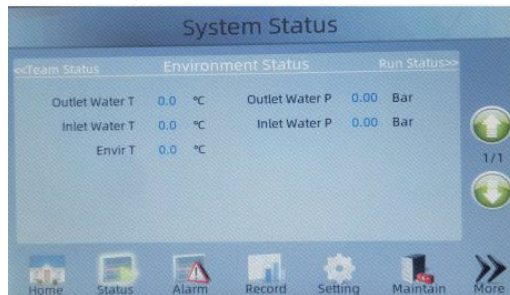 System Status
<<Team Status Environment Status Run Status>>
Outlet Water T 0.0 °C Outlet Water P 0.00 Bar
Inlet Water T 0.0 °C Inlet Water P 0.00 Bar
Envir T 0.0 °C
1/1
Home Status Alarm Record Setting Maintain More